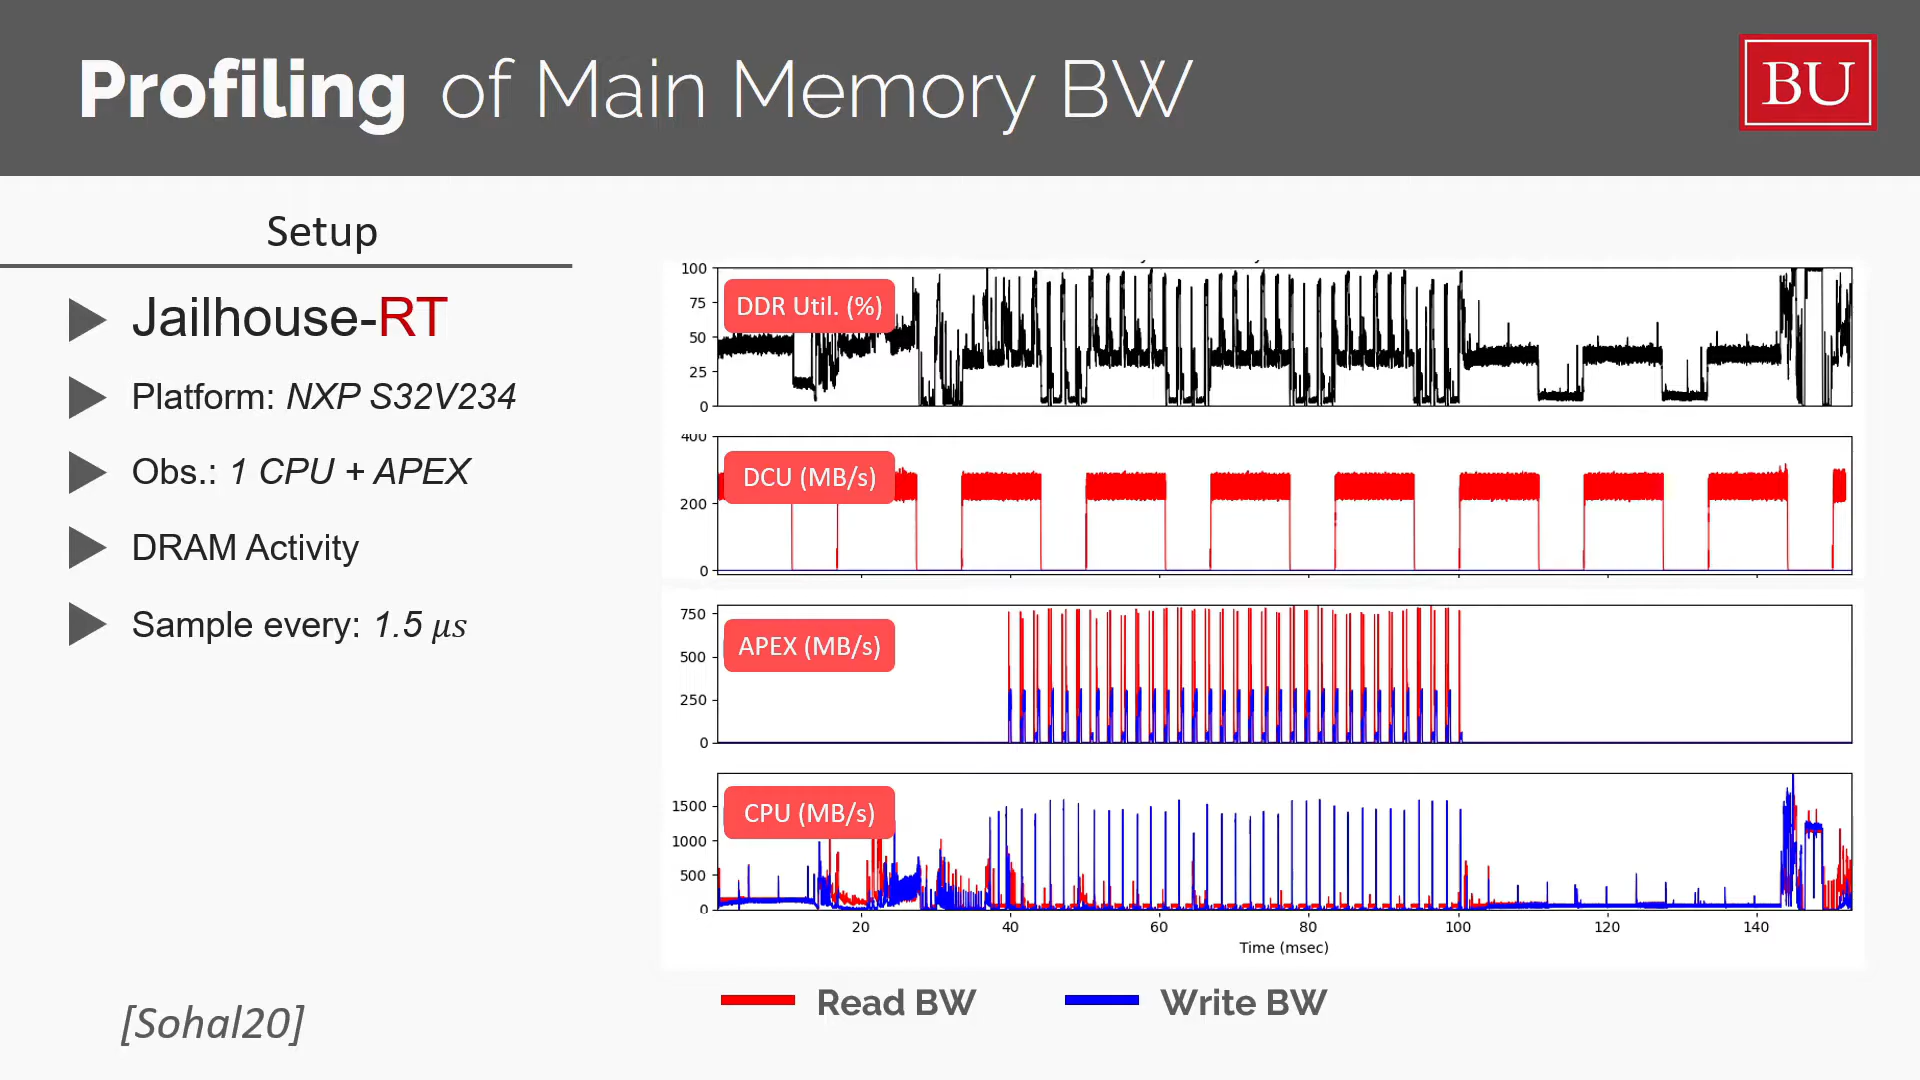 Profiling of Main Memory BW
BU
Setup
Jailhouse-RT
Platform: NXP S32V234
Obs.: 1 CPU + APEX
DRAM Activity
Sample every: 1.5 μs
[Sohal20]
100
75
50
25
0
DDR Util. (%)
400
200
0
DCU (MB/s)
750
500
250
0
APEX (MB/s)
1500
1000
500
0
CPU (MB/s)
20 40 60 80 100 120 140
Time (msec)
Read BW Write BW